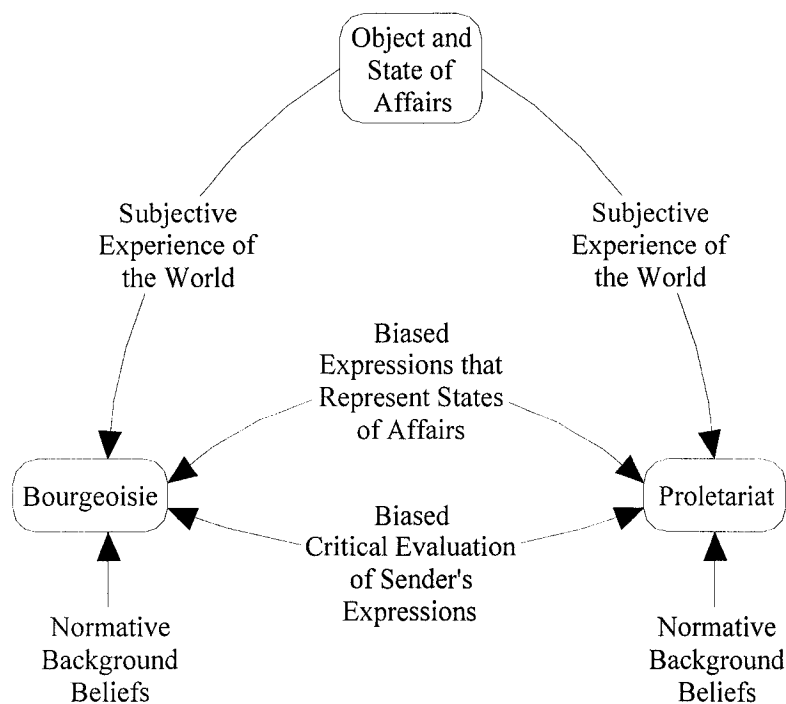 Object and
State of
Affairs
Subjective
Experience of
the World
Subjective
Experience of
the World
Biased
Expressions that
Represent States
of Affairs
Bourgeoisie
Proletariat
Biased
Critical Evaluation
of Sender's
Expressions
Normative
Background
Beliefs
Normative
Background
Beliefs